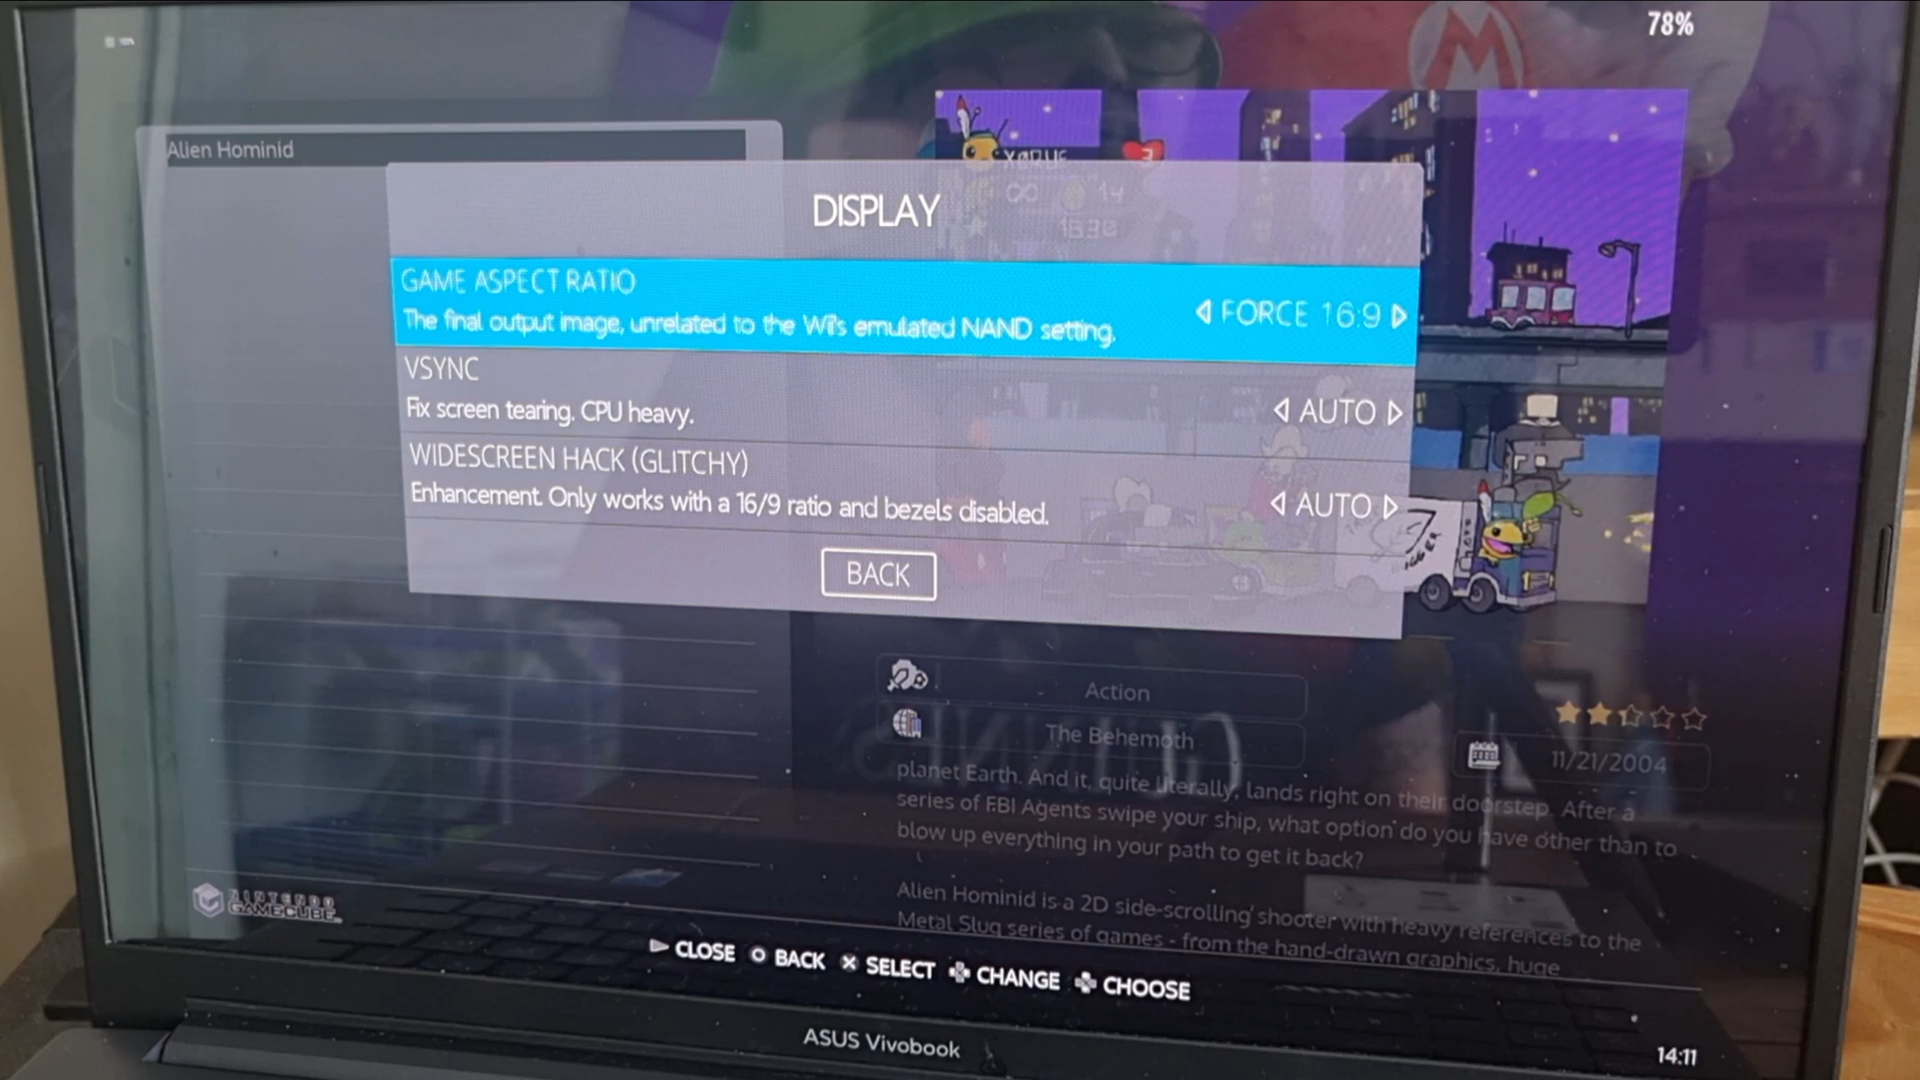 78%
Alien Hominid
3
14
1630
DISPLAY
GAME ASPECT RATIO
The final output image, unrelated to the Wii's emulated NAND setting.
FORCE 16:9
VSYNC
Fix screen tearing. CPU heavy.
AUTO
WIDESCREEN HACK (GLITCHY)
Enhancement. Only works with a 16/9 ratio and bezels disabled.
AUTO
BACK
Action
The Behemoth
11/21/2004
planet Earth. And it, quite literally, lands right on their doorstep. After a
series of FBI Agents swipe your ship, what option do you have other than to
blow up everything in your path to get it back?
Alien Hominid is a 2D side-scrolling shooter with heavy references to the
Metal Slug series of games - from the hand-drawn graphics, huge
NINTENDO
GAMECUBE
CLOSE BACK SELECT CHANGE CHOOSE
ASUS Vivobook
14:11